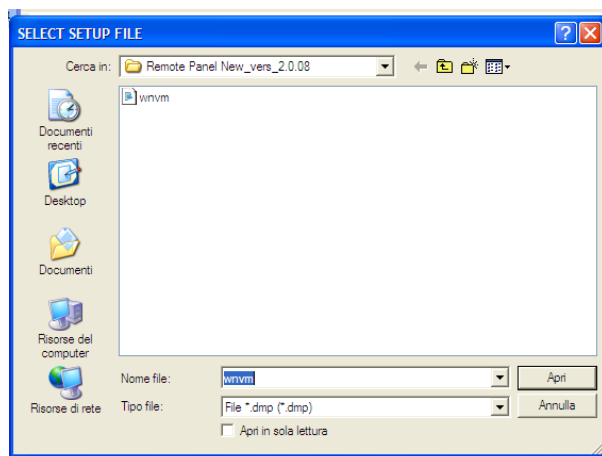 SELECT SETUP FILE
Cerca in:
Remote Panel New_vers_2.0.08
wnvm
Documenti
recenti
Desktop
Documenti
Risorse del
computer
Risorse di rete
Nome file:
wnvm
Apri
Tipo file:
File *.dmp (*.dmp)
Annulla
Apri in sola lettura